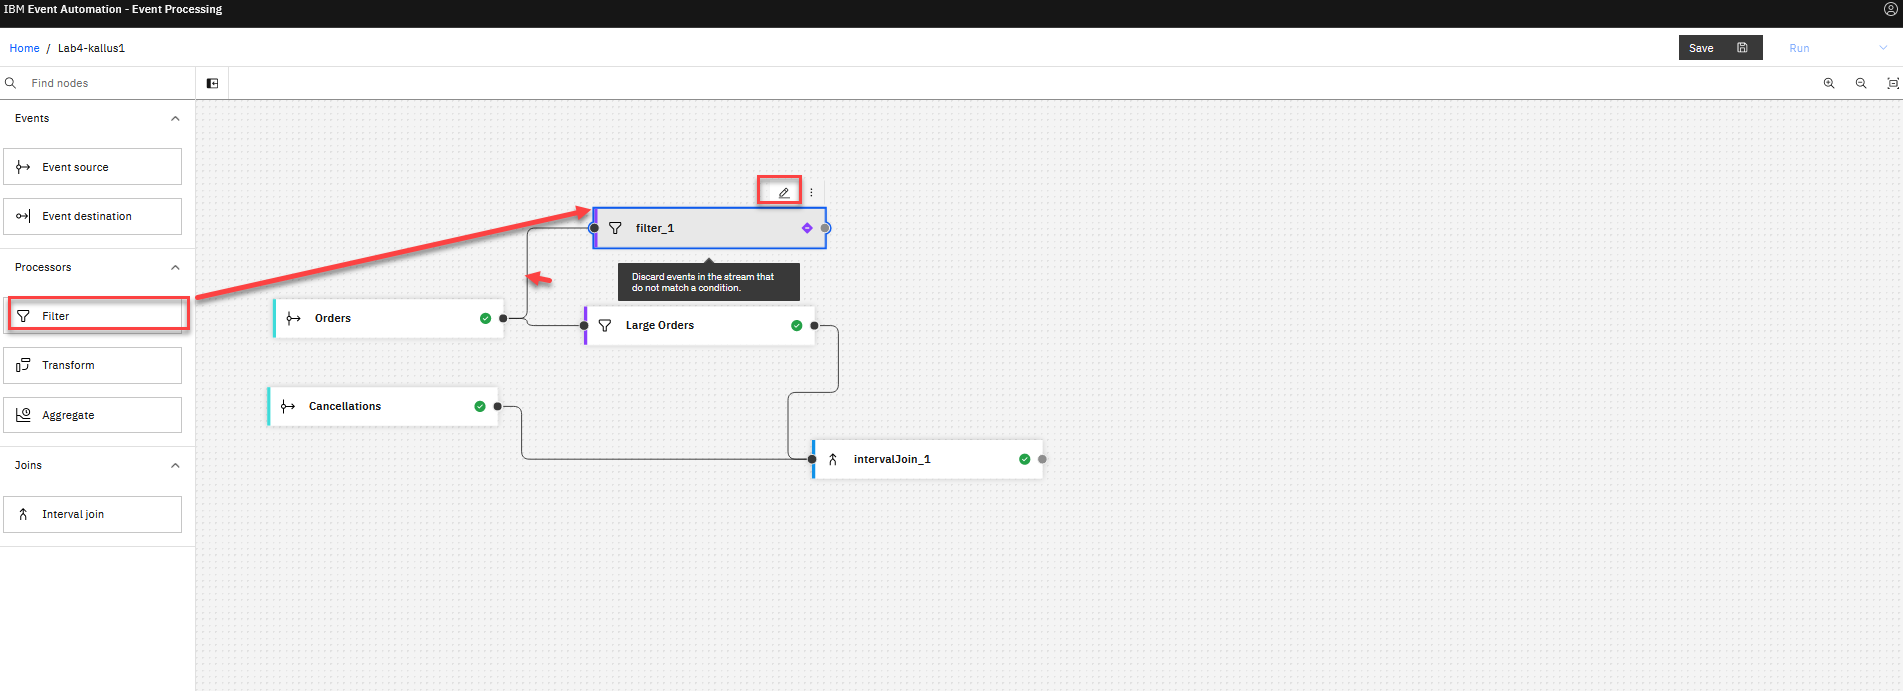 IBM Event Automation - Event Processing
Home / Lab4-kallus1
Save
Run
Find nodes
Events
Event source
Event destination
Processors
Filter
Transform
Aggregate
Joins
Interval join
filter_1
Discard events in the stream that
do not match a condition.
Orders
Large Orders
Cancellations
intervalJoin_1